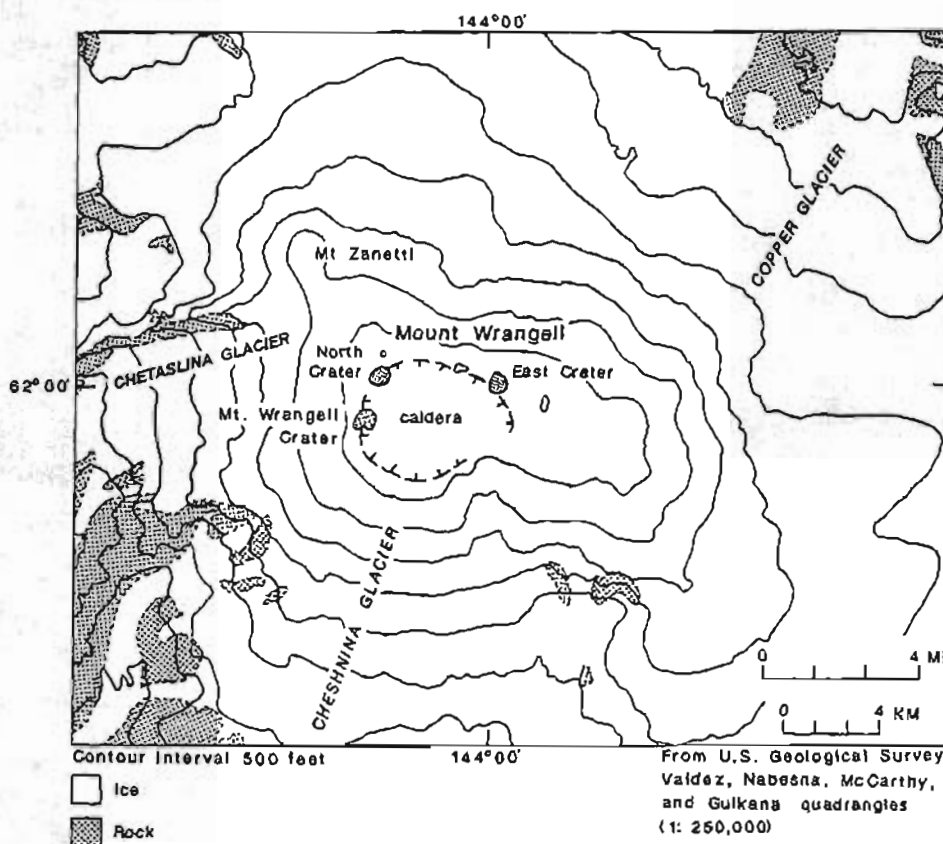 144°00'
COPPER GLACIER
Mt Zanetti
Mount Wrangell
North
Crater
East Crater
CHETASLINA GLACIER
62°00'
Mt. Wrangell
Crater
caldera
CHESHNINA GLACIER
0 4 MI
0 4 KM
Contour Interval 500 feet
144°00'
From U.S. Geological Survey
Valdez, Nabesna, McCarthy,
and Gulkana quadrangles
(1: 250,000)
Ice
Rock